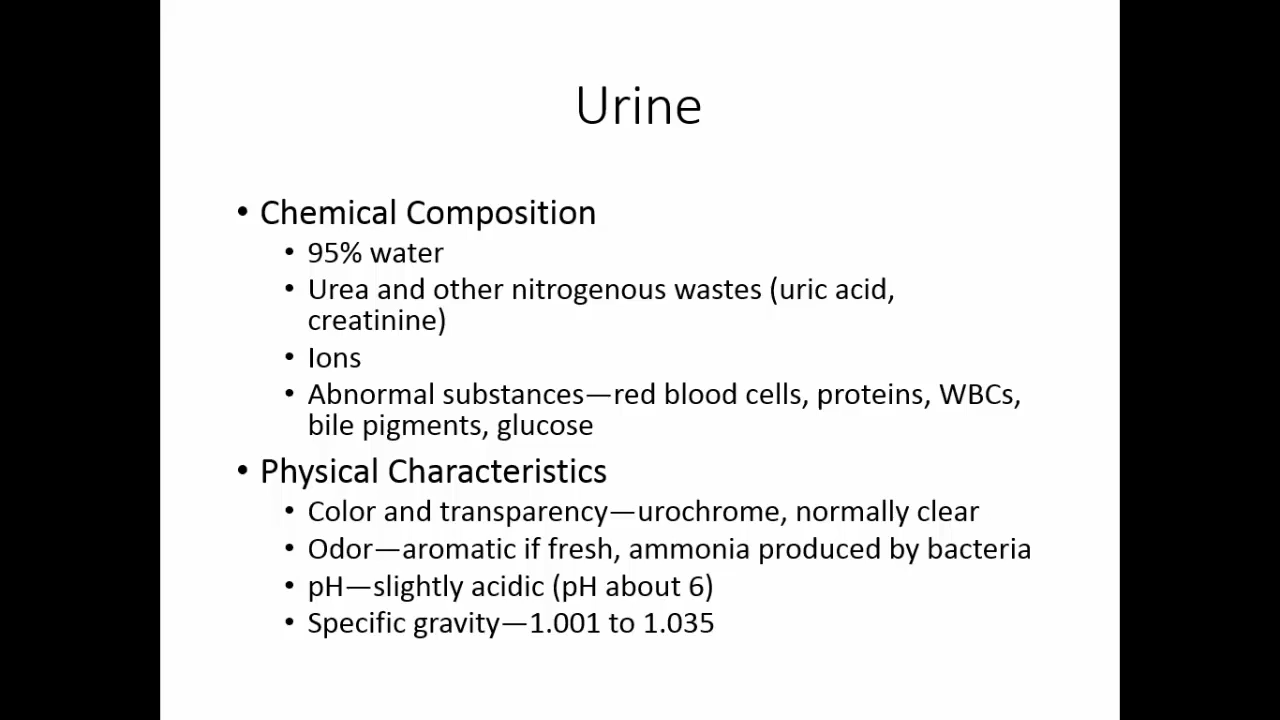 Urine
• Chemical Composition
• 95% water
• Urea and other nitrogenous wastes (uric acid,
creatinine)
• Ions
• Abnormal substances—red blood cells, proteins, WBCs,
bile pigments, glucose
• Physical Characteristics
• Color and transparency—urochrome, normally clear
• Odor—aromatic if fresh, ammonia produced by bacteria
• pH—slightly acidic (pH about 6)
• Specific gravity—1.001 to 1.035